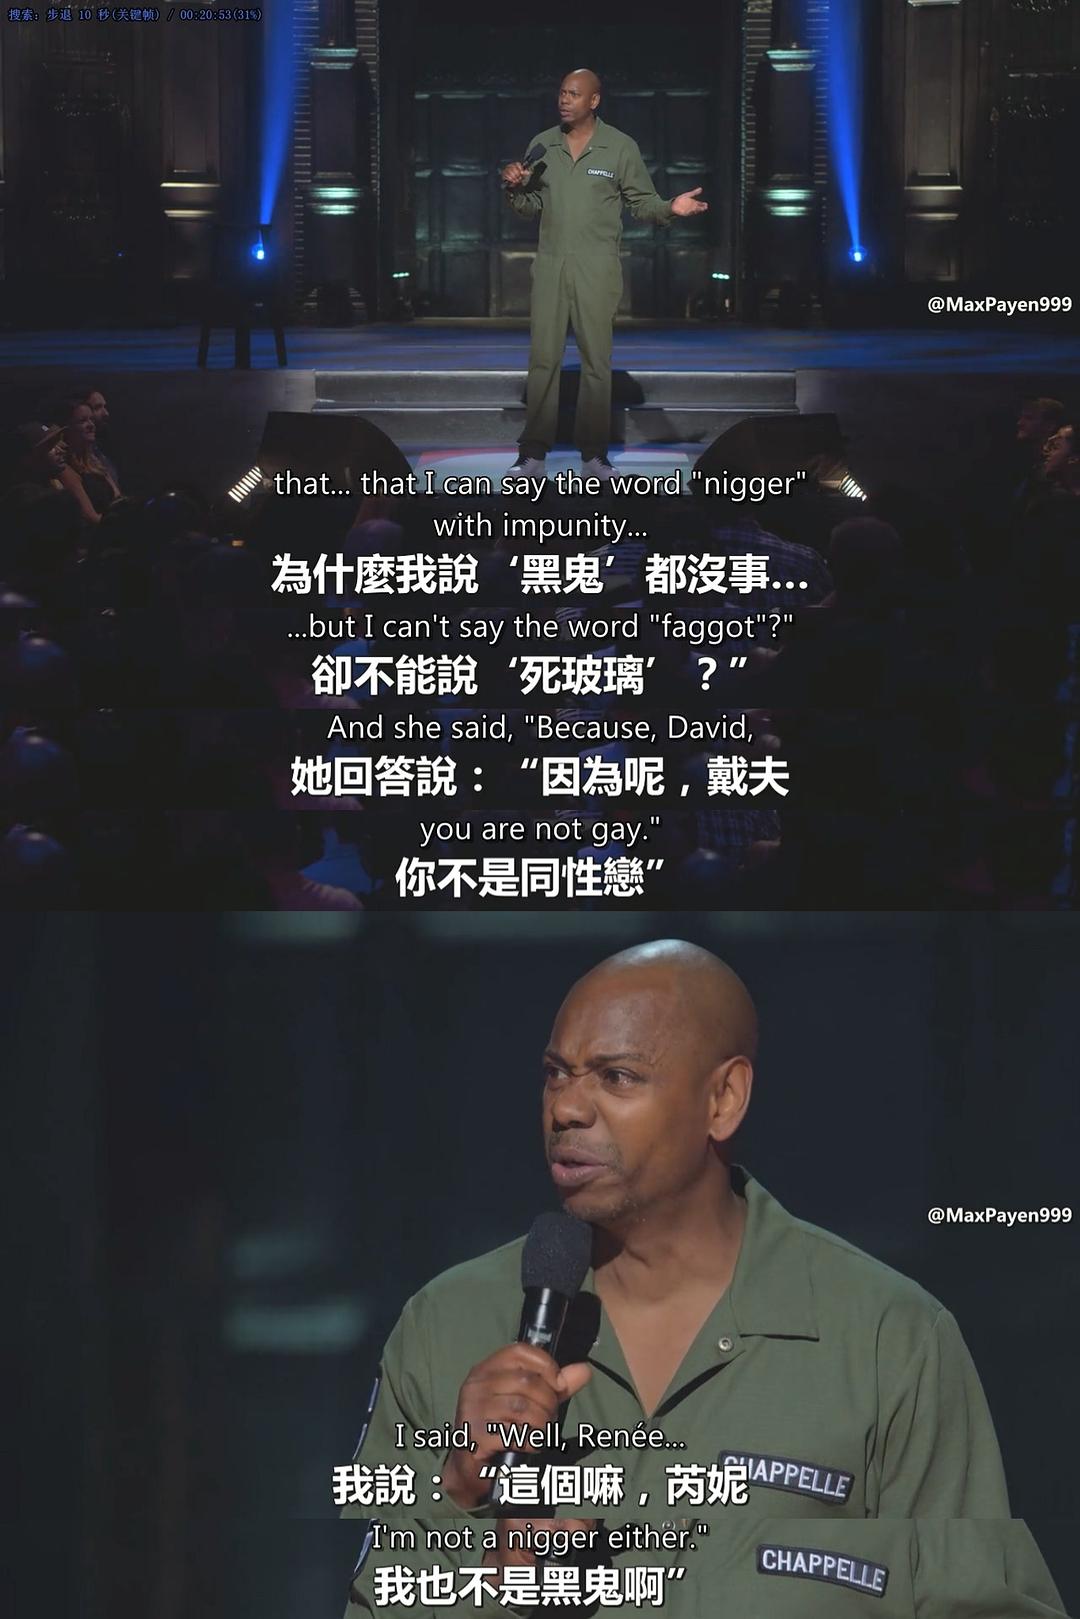 搜索: 步退 10 秒(关键帧) / 00:20:53(31%)
CHAPPELLE
@MaxPayen999
that... that I can say the word "nigger"
with impunity...
為什麼我說‘黑鬼’都沒事...
...but I can't say the word "faggot"?"
卻不能說‘死玻璃’？”
And she said, "Because, David,
她回答說：“因為呢，戴夫
you are not gay."
你不是同性戀”
@MaxPayen999
I said, "Well, Renée...
CHAPPELLE
我說：“這個嘛，芮妮
I'm not a nigger either."
CHAPPELLE
我也不是黑鬼啊”